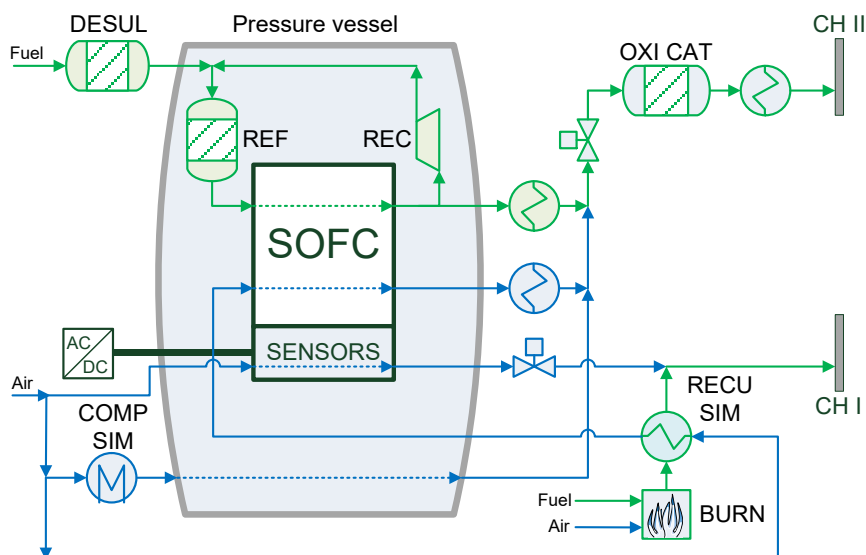 DESUL
Pressure vessel
CH II
Fuel
OXI CAT
REF
REC
SOFC
AC
DC
SENSORS
Air
COMP
SIM
RECU
SIM
CH I
Fuel
Air
BURN